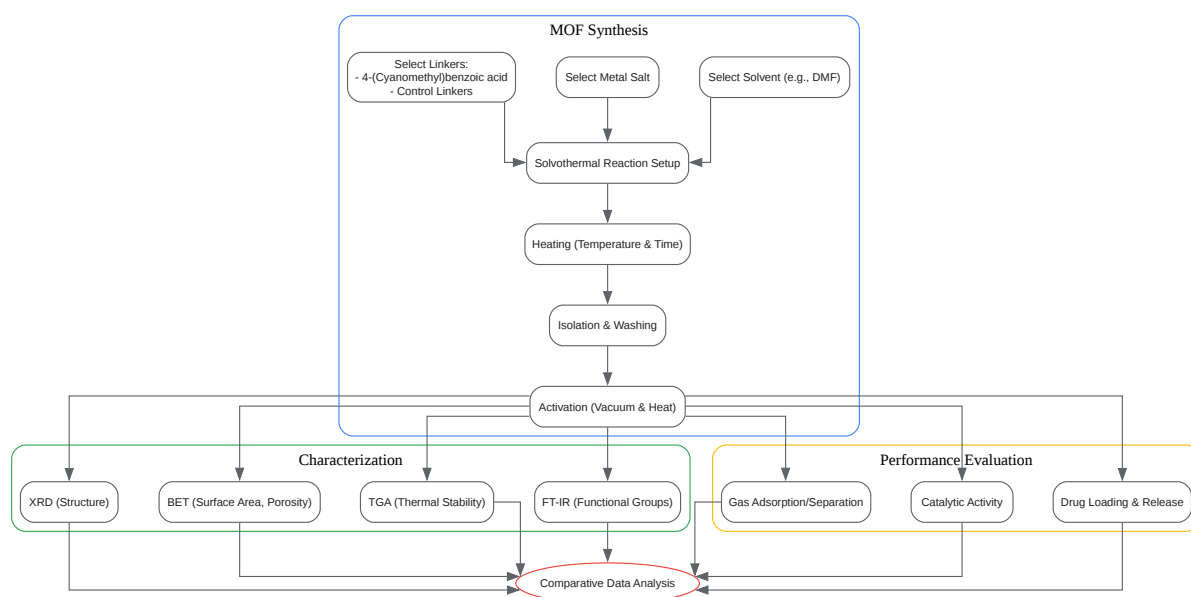 MOF Synthesis
Select Linkers:
- 4-(Cyanomethyl)benzoic acid
- Control Linkers
Select Metal Salt
Select Solvent (e.g., DMF)
Solvothermal Reaction Setup
Heating (Temperature & Time)
Isolation & Washing
Activation (Vacuum & Heat)
Characterization
Performance Evaluation
XRD (Structure)
BET (Surface Area, Porosity)
TGA (Thermal Stability)
FT-IR (Functional Groups)
Gas Adsorption/Separation
Catalytic Activity
Drug Loading & Release
Comparative Data Analysis